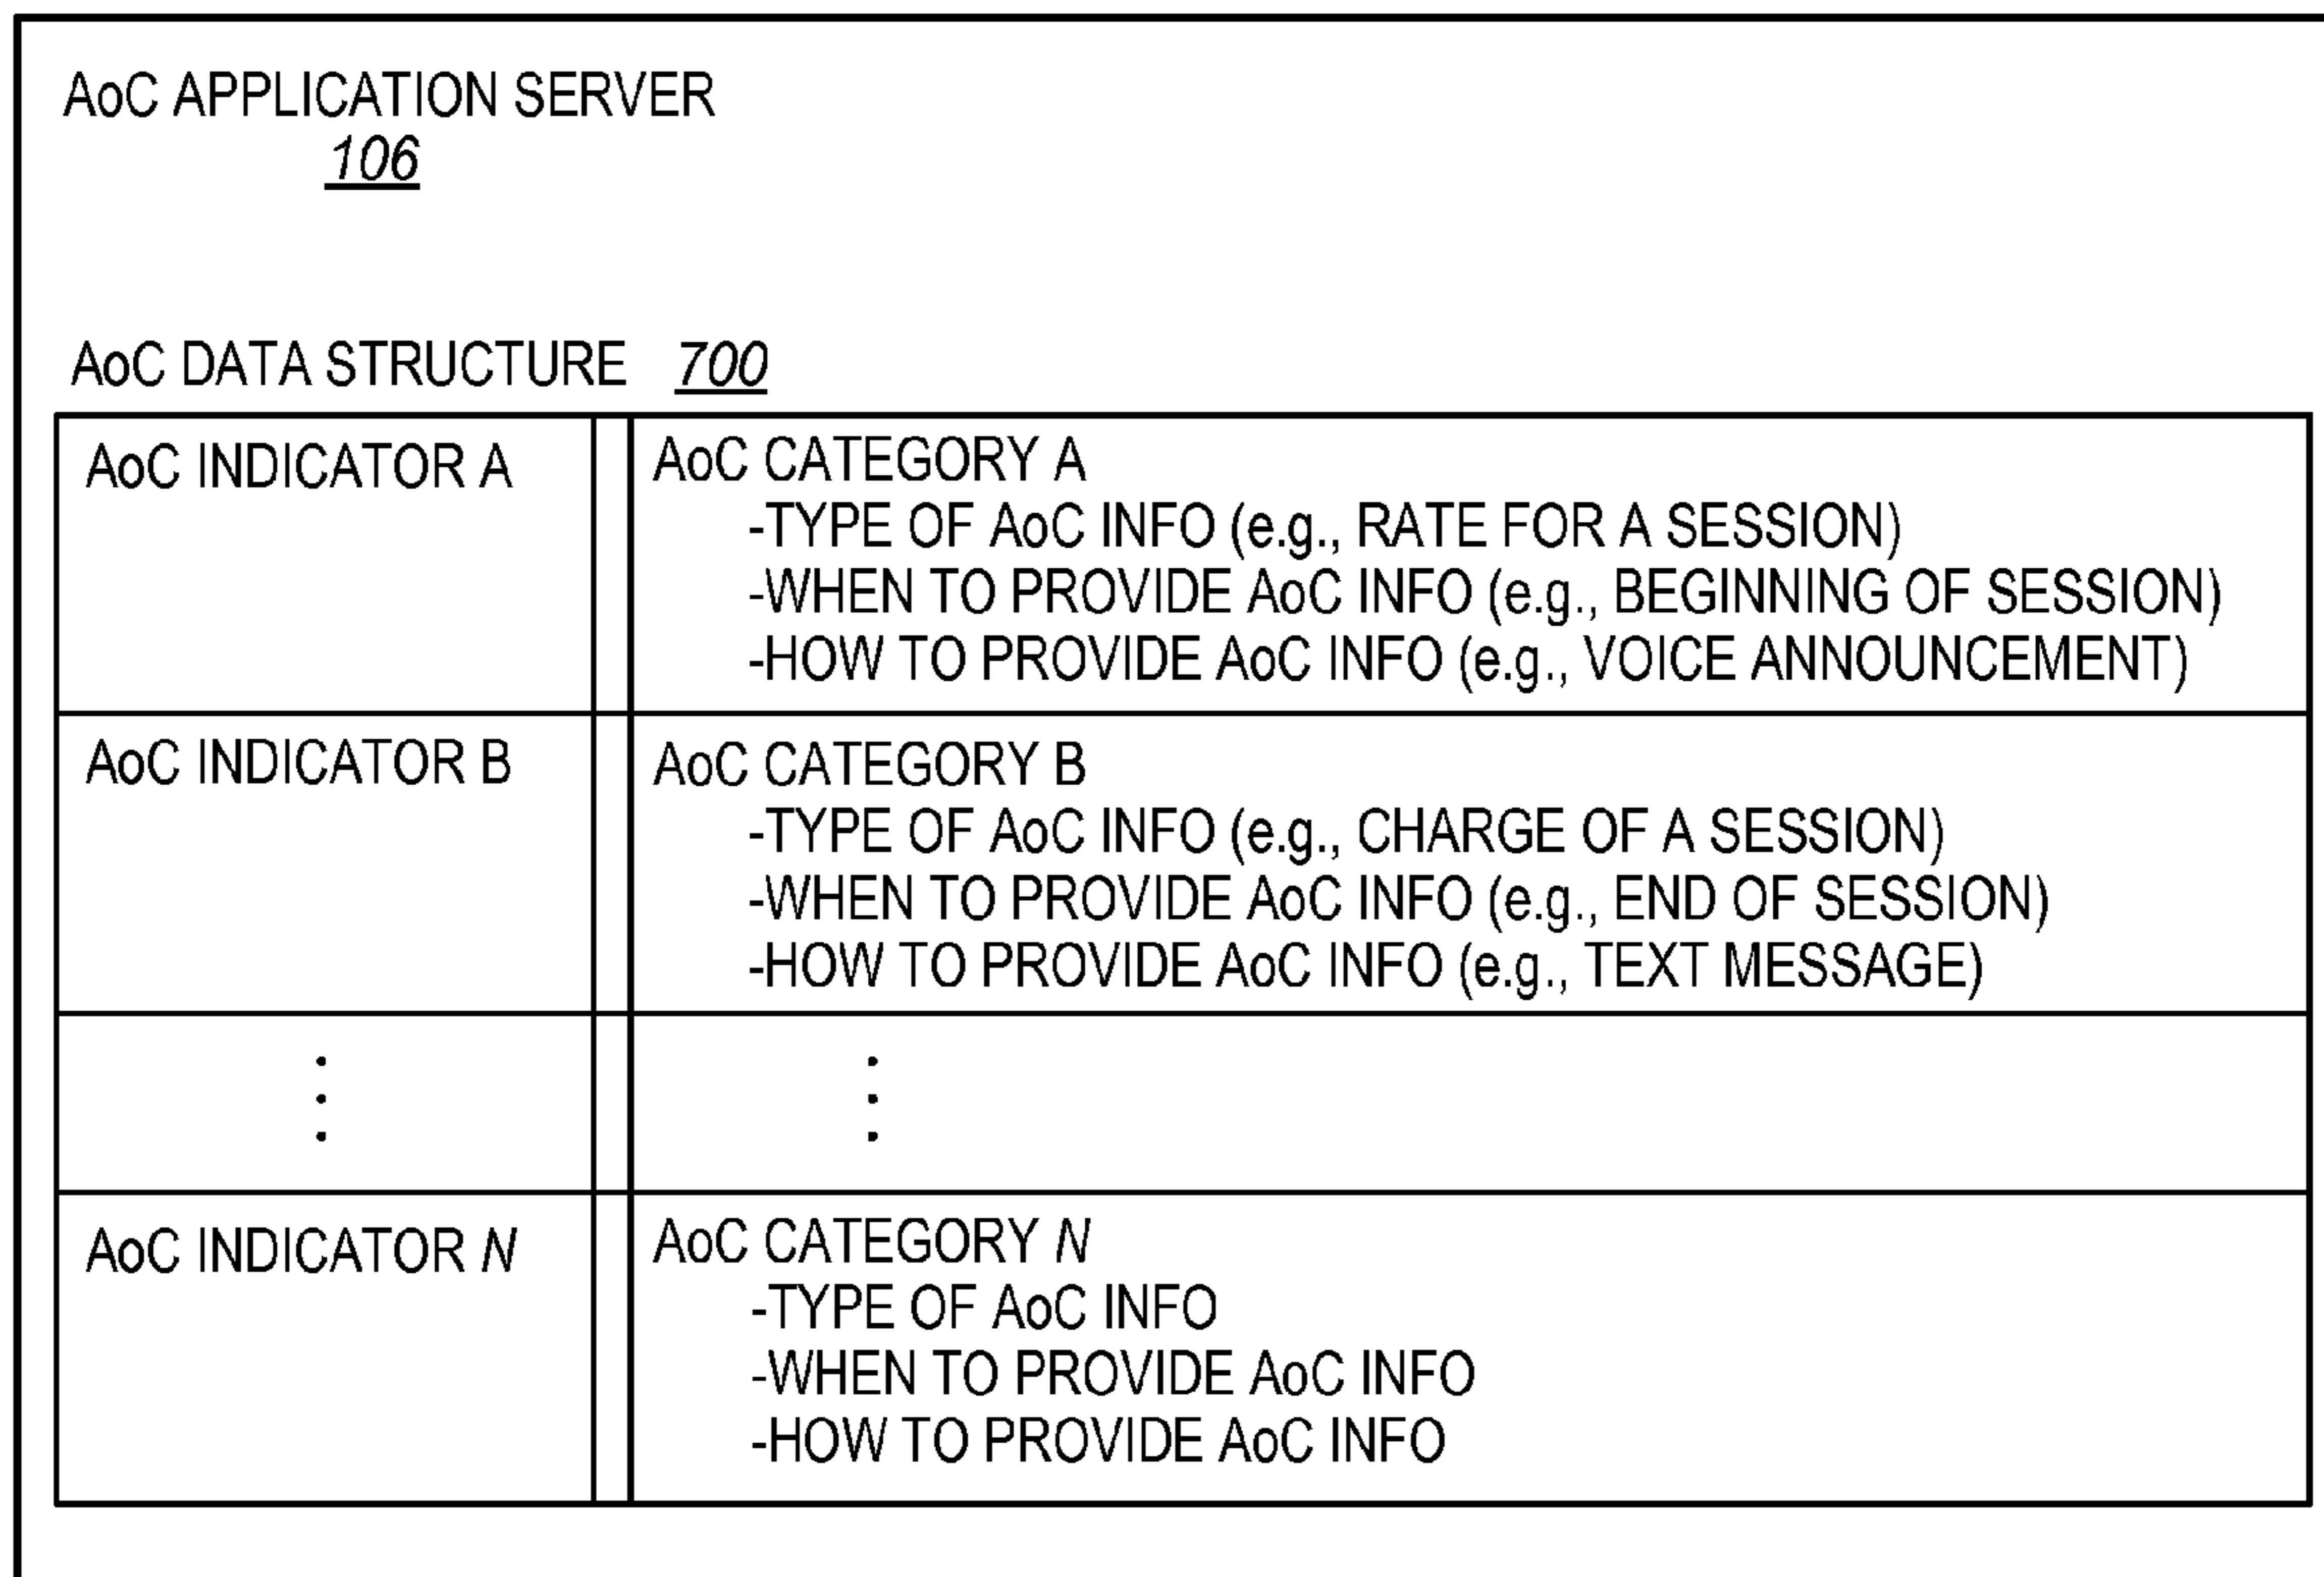 AoC APPLICATION SERVER
106
AoC DATA STRUCTURE 700
AoC INDICATOR A
AoC CATEGORY A
-TYPE OF AoC INFO (e.g., RATE FOR A SESSION)
-WHEN TO PROVIDE AoC INFO (e.g., BEGINNING OF SESSION)
-HOW TO PROVIDE AoC INFO (e.g., VOICE ANNOUNCEMENT)
AoC INDICATOR B
AoC CATEGORY B
-TYPE OF AoC INFO (e.g., CHARGE OF A SESSION)
-WHEN TO PROVIDE AoC INFO (e.g., END OF SESSION)
-HOW TO PROVIDE AoC INFO (e.g., TEXT MESSAGE)
AoC INDICATOR N
AoC CATEGORY N
-TYPE OF AoC INFO
-WHEN TO PROVIDE AoC INFO
-HOW TO PROVIDE AoC INFO